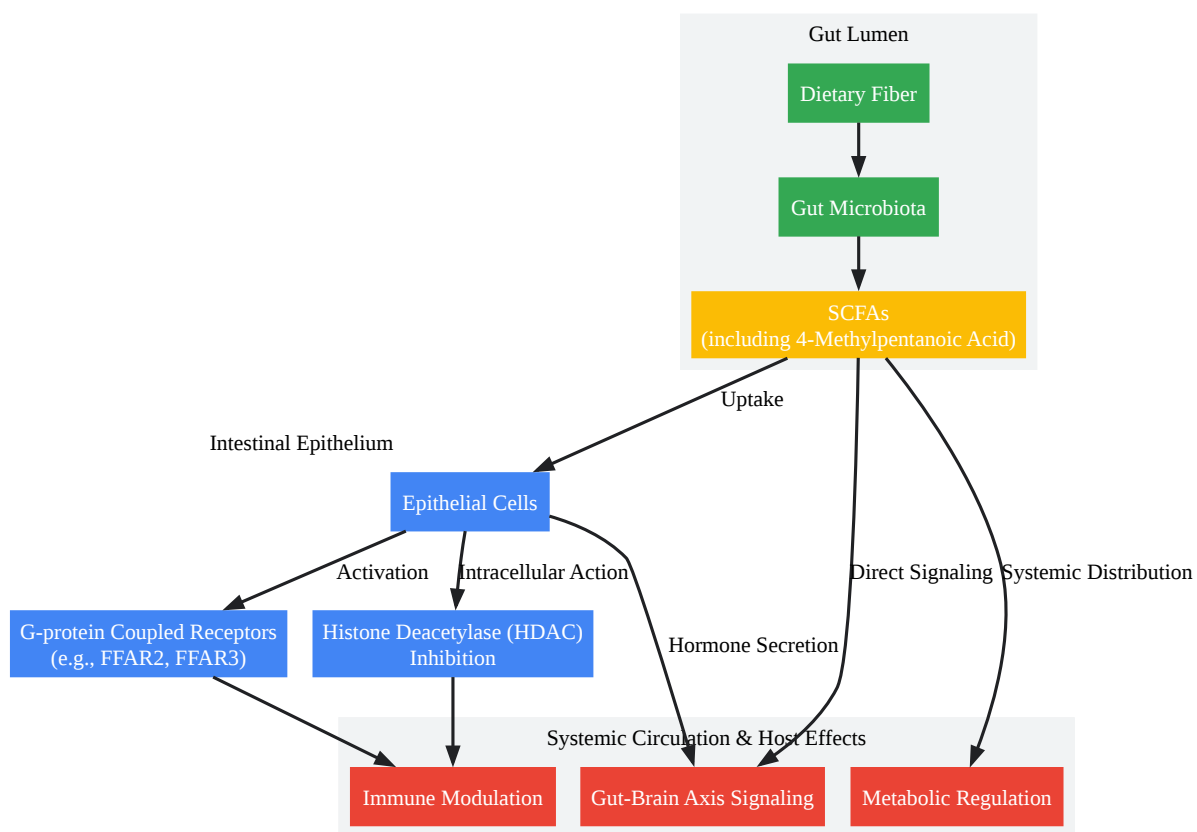 Gut Lumen
Dietary Fiber
Gut Microbiota
SCFAs
(including 4-Methylpentanoic Acid)
Uptake
Intestinal Epithelium
Epithelial Cells
Activation
Intracellular Action
Direct Signaling
Systemic Distribution
G-protein Coupled Receptors
(e.g., FFAR2, FFAR3)
Histone Deacetylase (HDAC)
Inhibition
Hormone Secretion
Systemic Circulation & Host Effects
Immune Modulation
Gut-Brain Axis Signaling
Metabolic Regulation